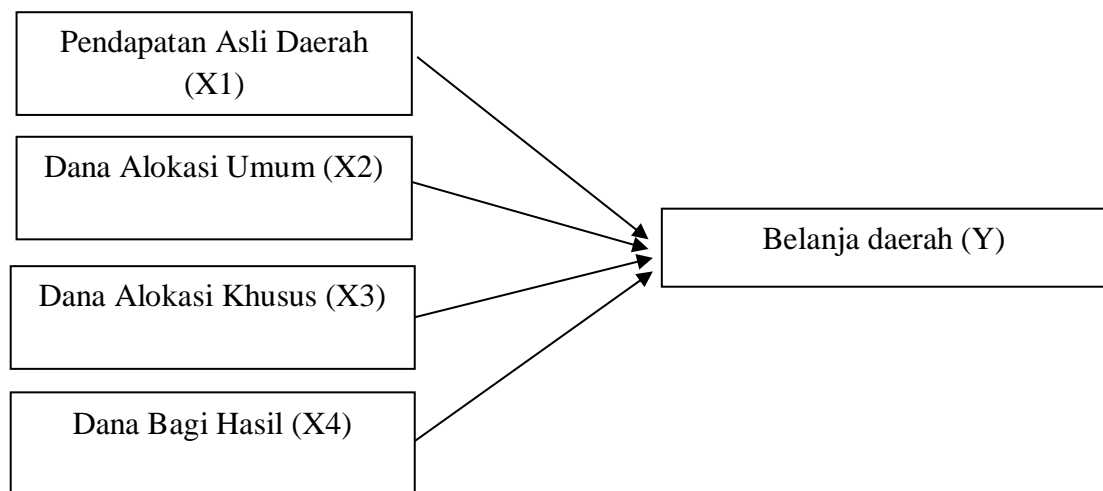 Pendapatan Asli Daerah
(X1)
Dana Alokasi Umum (X2)
Dana Alokasi Khusus (X3)
Dana Bagi Hasil (X4)
Belanja daerah (Y)